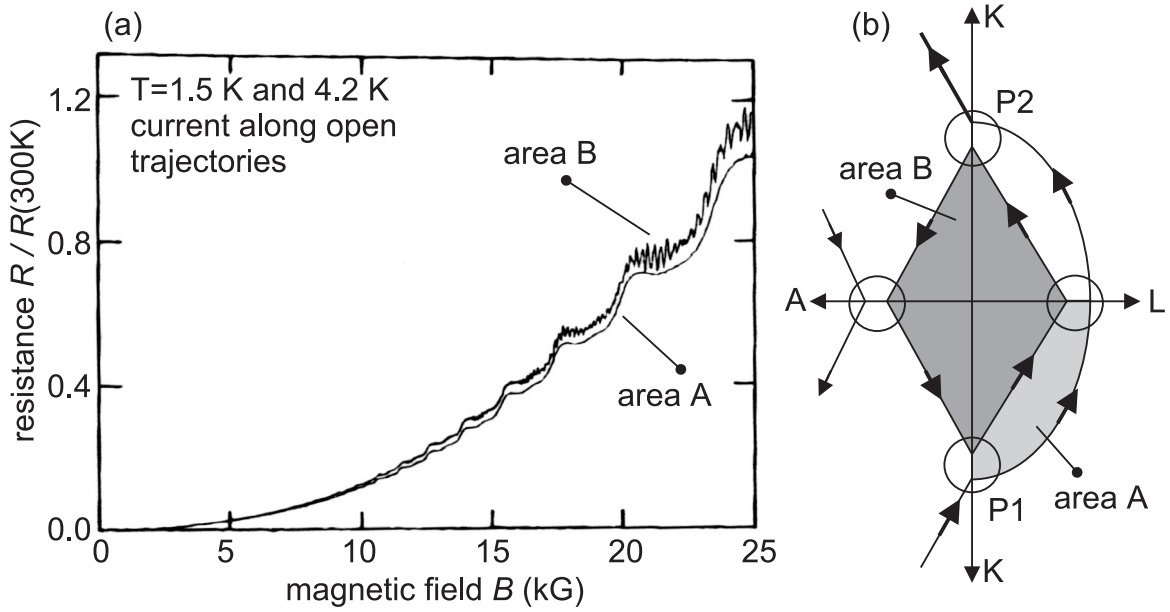 (a)
T=1.5 K and 4.2 K
current along open
trajectories
area B
area A
resistance R / R(300K)
1.2
0.8
0.4
0.0
0
5
10
15
20
25
magnetic field B (kG)
(b)
K
P2
area B
A
L
area A
P1
K